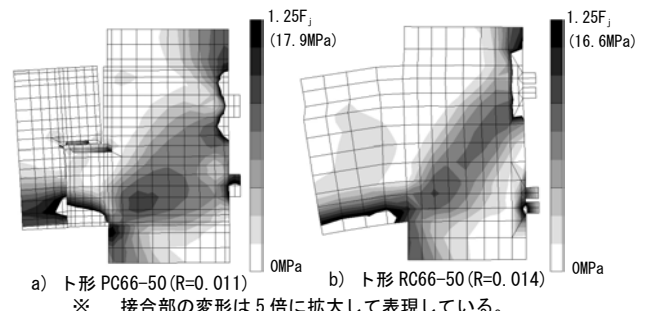 1.25Fj
(17.9MPa)
0MPa
1.25Fj
(16.6MPa)
0MPa
a) ト形 PC66-50(R=0.011)
b) ト形 RC66-50(R=0.014)
※ 接合部の変形は5倍に拡大して表現している。